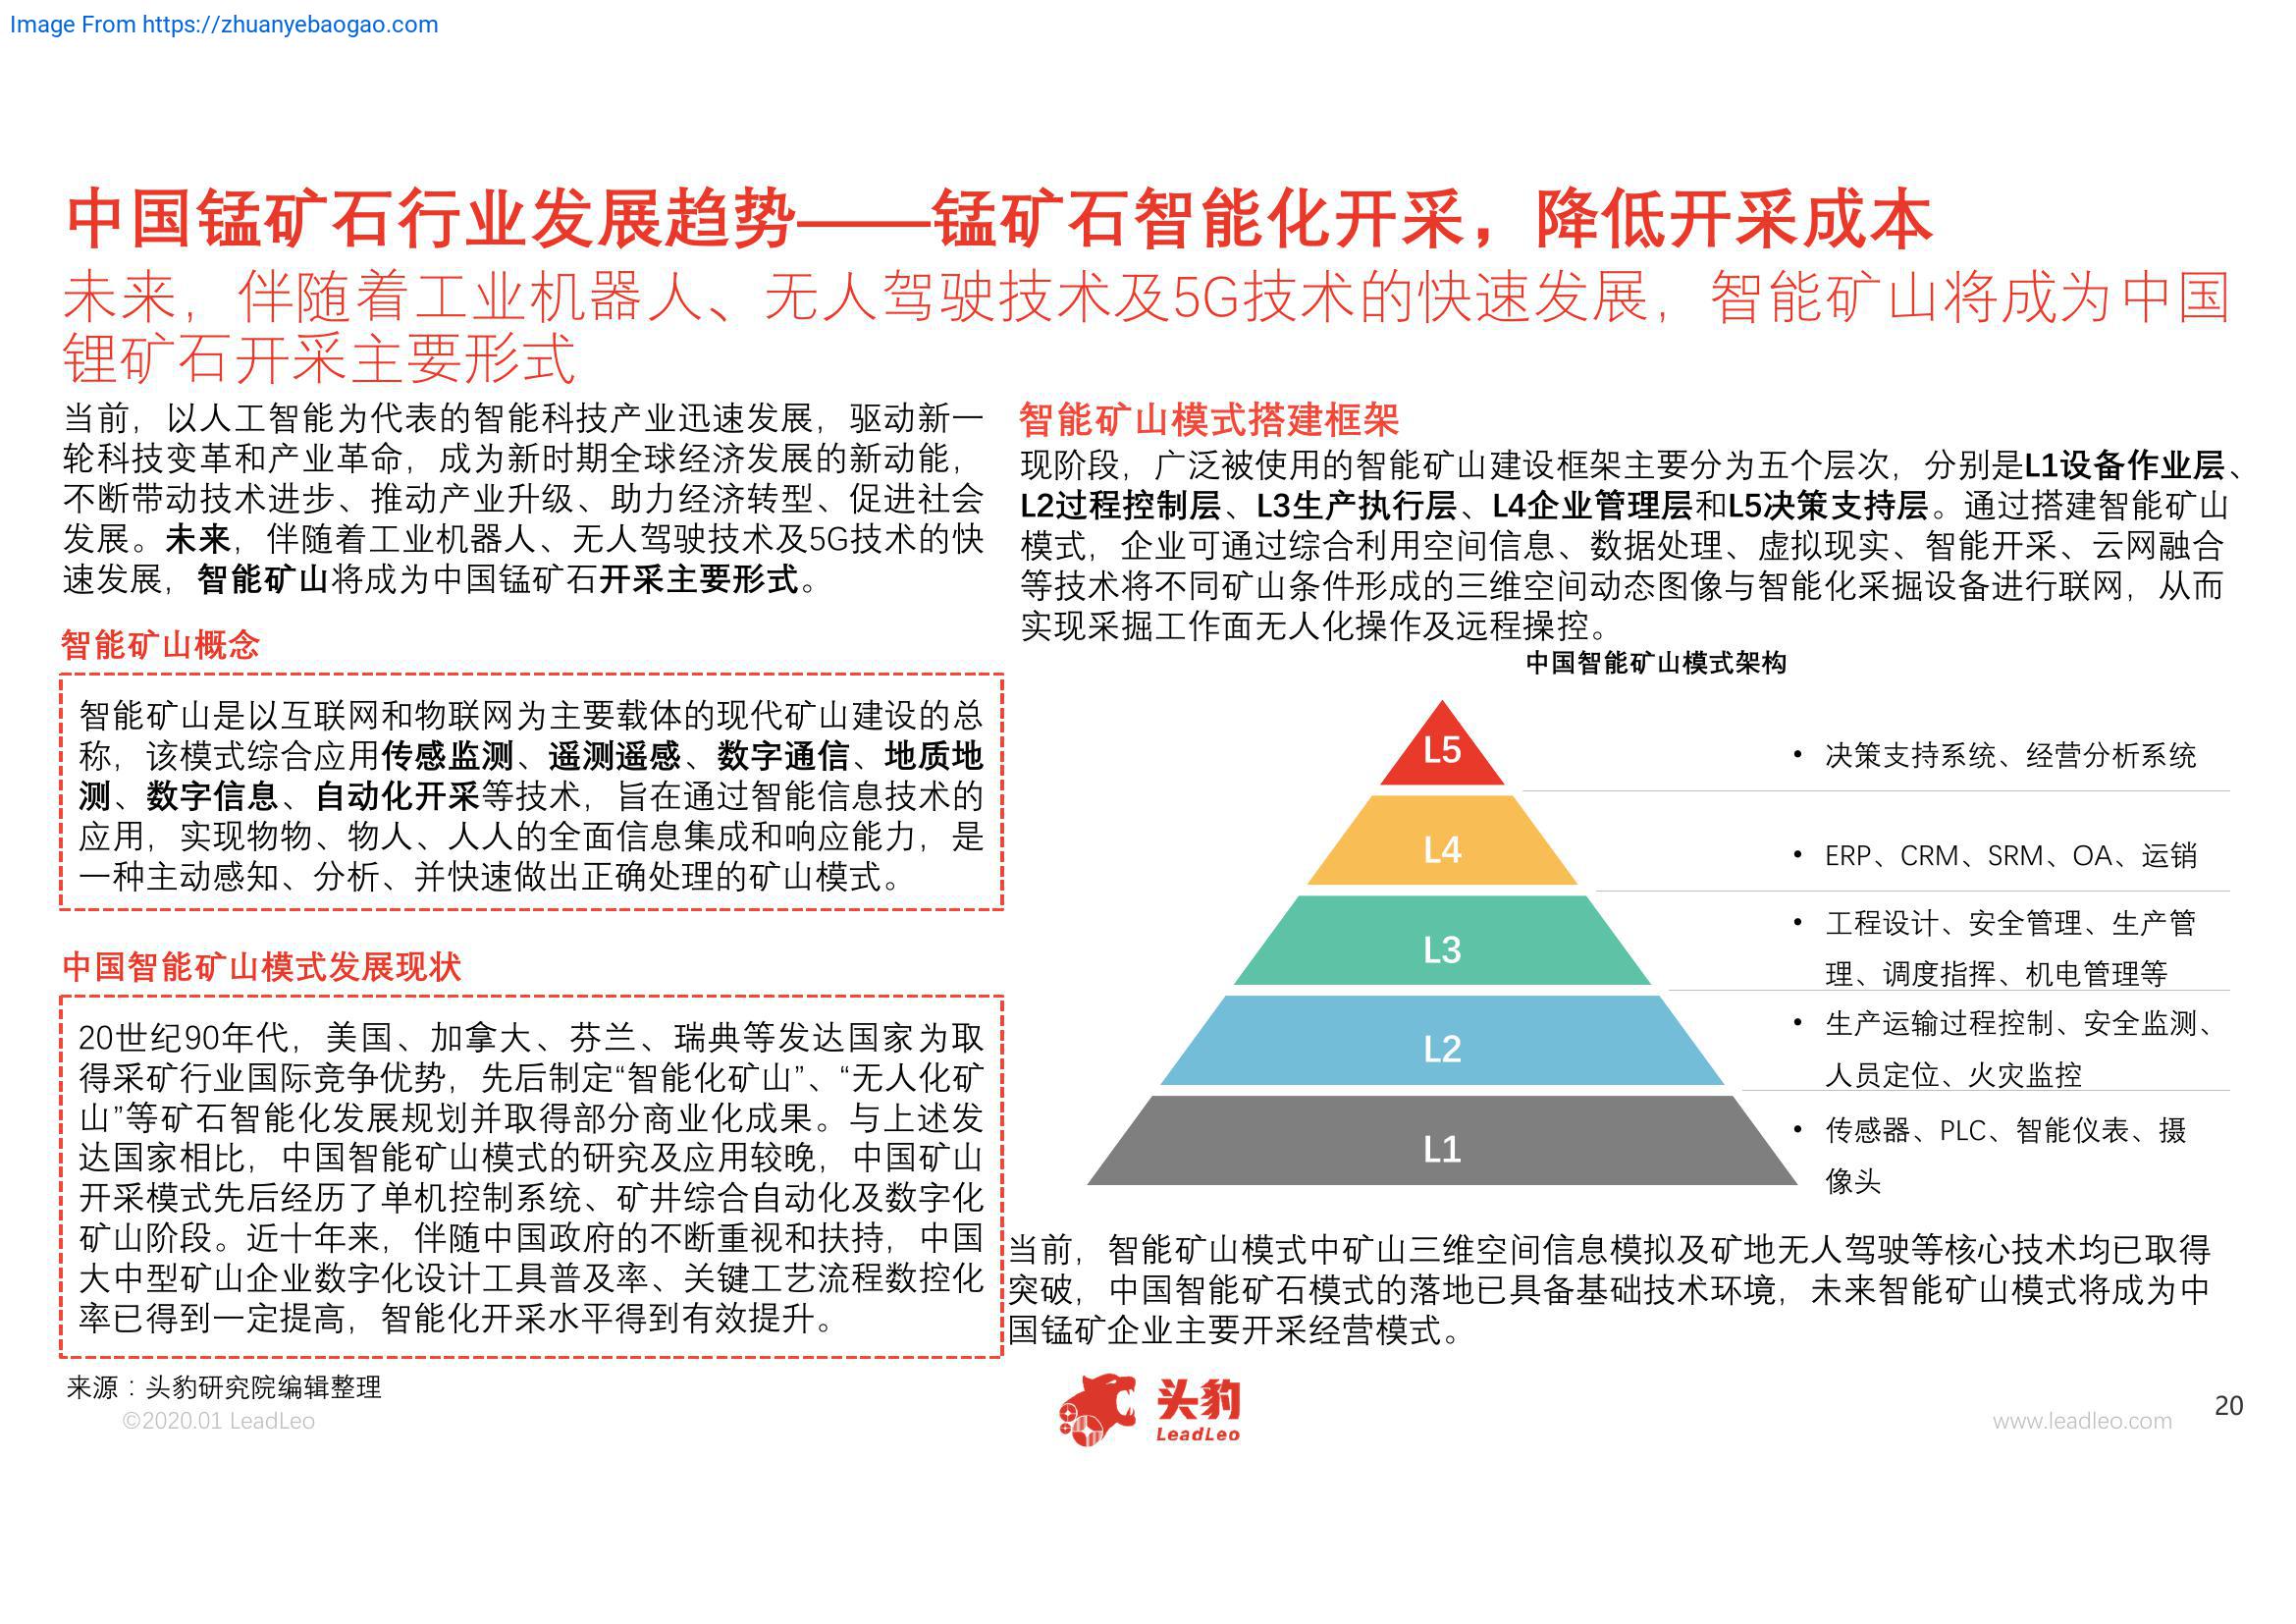 Image From https://zhuanyebaogao.com
中国锰矿石行业发展趋势——锰矿石智能化开采，降低开采成本
未来，伴随着工业机器人、无人驾驶技术及5G技术的快速发展，智能矿山将成为中国
锂矿石开采主要形式
当前，以人工智能为代表的智能科技产业迅速发展，驱动新一
轮科技变革和产业革命，成为新时期全球经济发展的新动能，
不断带动技术进步、推动产业升级、助力经济转型、促进社会
发展。未来，伴随着工业机器人、无人驾驶技术及5G技术的快
速发展，智能矿山将成为中国锰矿石开采主要形式。
智能矿山概念
智能矿山是以互联网和物联网为主要载体的现代矿山建设的总
称，该模式综合应用传感监测、遥测遥感、数字通信、地质地
测、数字信息、自动化开采等技术，旨在通过智能信息技术的
应用，实现物物、物人、人人的全面信息集成和响应能力，是
一种主动感知、分析、并快速做出正确处理的矿山模式。
中国智能矿山模式发展现状
20世纪90年代，美国、加拿大、芬兰、瑞典等发达国家为取
得采矿行业国际竞争优势，先后制定“智能化矿山”、“无人化矿
山”等矿石智能化发展规划并取得部分商业化成果。与上述发
达国家相比，中国智能矿山模式的研究及应用较晚，中国矿山
开采模式先后经历了单机控制系统、矿井综合自动化及数字化
矿山阶段。近十年来，伴随中国政府的不断重视和扶持，中国
大中型矿山企业数字化设计工具普及率、关键工艺流程数控化
率已得到一定提高，智能化开采水平得到有效提升。
智能矿山模式搭建框架
现阶段，广泛被使用的智能矿山建设框架主要分为五个层次，分别是L1设备作业层、
L2过程控制层、L3生产执行层、L4企业管理层和L5决策支持层。通过搭建智能矿山
模式，企业可通过综合利用空间信息、数据处理、虚拟现实、智能开采、云网融合
等技术将不同矿山条件形成的三维空间动态图像与智能化采掘设备进行联网，从而
实现采掘工作面无人化操作及远程操控。
中国智能矿山模式架构
L5
• 决策支持系统、经营分析系统
L4
• ERP、CRM、SRM、OA、运销
L3
• 工程设计、安全管理、生产管
理、调度指挥、机电管理等
L2
• 生产运输过程控制、安全监测、
人员定位、火灾监控
L1
• 传感器、PLC、智能仪表、摄
像头
当前，智能矿山模式中矿山三维空间信息模拟及矿地无人驾驶等核心技术均已取得
突破，中国智能矿石模式的落地已具备基础技术环境，未来智能矿山模式将成为中
国锰矿企业主要开采经营模式。
来源：头豹研究院编辑整理
©2020.01 LeadLeo
头豹
LeadLeo
www.leadleo.com
20